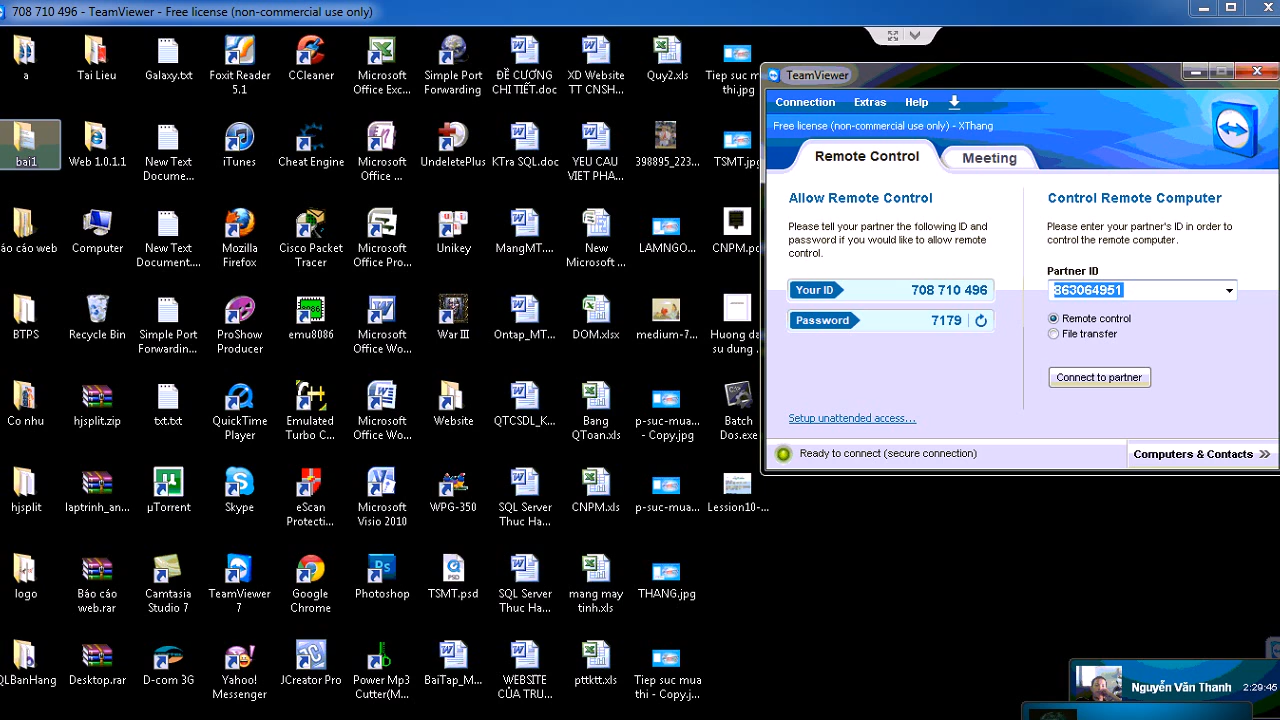 708 710 496 - TeamViewer - Free license (non-commercial use only)
a
Tai Lieu
Galaxy.txt
Foxit Reader
5.1
CCleaner
Microsoft
Office Exc...
Simple Port
Forwarding
ĐỀ CƯƠNG
CHI TIẾT.doc
XD Website
TT CNSH...
Quy2.xls
Tiep suc mua
thi.jpg
bai1
Web 1.0.1.1
New Text
Docume...
iTunes
Cheat Engine
Microsoft
Office ...
UndeletePlus
KTra SQL.doc
YEU CAU
VIET PHA...
398895_223...
TSMT.jpg
áo cáo web
Computer
New Text
Document....
Mozilla
Firefox
Cisco Packet
Tracer
Microsoft
Office Pro...
Unikey
MangMT....
New
Microsoft ...
LAMNGO...
CNPM.po
BTPS
Recycle Bin
Simple Port
Forwardin...
ProShow
Producer
emu8086
Microsoft
Office Wo...
War III
Ontap_MT...
DOM.xlsx
medium-7...
Huong da
su dung
Co nhu
hjsplit.zip
txt.txt
QuickTime
Player
Emulated
Turbo C...
Microsoft
Office Wo...
Website
QTCSDL_K...
Bang
QToan.xls
p-suc-mua...
- Copy.jpg
Batch
Dos.exe
hjsplit
laptrinh_an...
µTorrent
Skype
eScan
Protecti...
Microsoft
Visio 2010
WPG-350
SQL Server
Thuc Ha...
CNPM.xls
p-suc-mua...
Lession10-...
logo
Báo cáo
web.rar
Camtasia
Studio 7
TeamViewer
7
Google
Chrome
Photoshop
TSMT.psd
SQL Server
Thuc Ha...
mang may
tinh.xls
THANG.jpg
QLBanHang
Desktop.rar
D-com 3G
Yahoo!
Messenger
JCreator Pro
Power Mp3
Cutter(M...
BaiTap_M...
WEBSITE
CỦA TRU...
pttktt.xls
Tiep suc mua
thi - Copy.j...
TeamViewer
Connection Extras Help
Free license (non-commercial use only) - XThang
Remote Control
Meeting
Allow Remote Control
Please tell your partner the following ID and
password if you would like to allow remote
control.
Your ID 708 710 496
Password 7179
Setup unattended access...
Control Remote Computer
Please enter your partner's ID in order to
control the remote computer.
Partner ID
863064951
Remote control
File transfer
Connect to partner
Ready to connect (secure connection)
Computers & Contacts
Nguyễn Văn Thanh 2:29:45